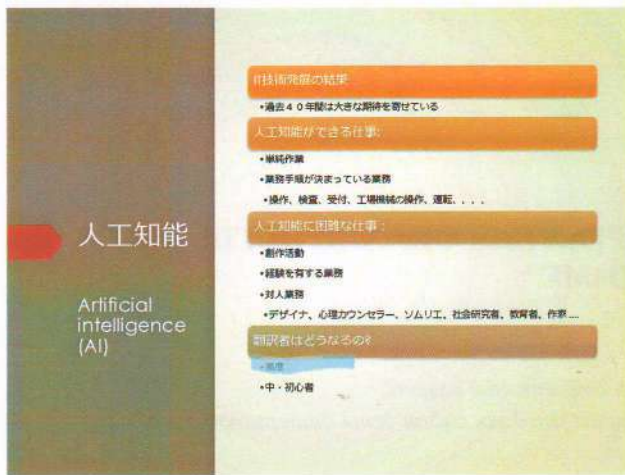 人工知能
Artificial
intelligence
(AI)
IT技術発展の結果
•過去40年間は大きな期待を寄せている
人工知能ができる仕事:
•単純作業
•業務手順が決まっている業務
•操作、検査、受付、工場機械の操作、運転、. . .
人工知能に困難な仕事:
•創作活動
•経験を有する業務
•対人業務
•デザイナ、心理カウンセラー、ソムリエ、社会研究者、教育者、作家 ....
翻訳者はどうなるの?
•高度
•中・初心者